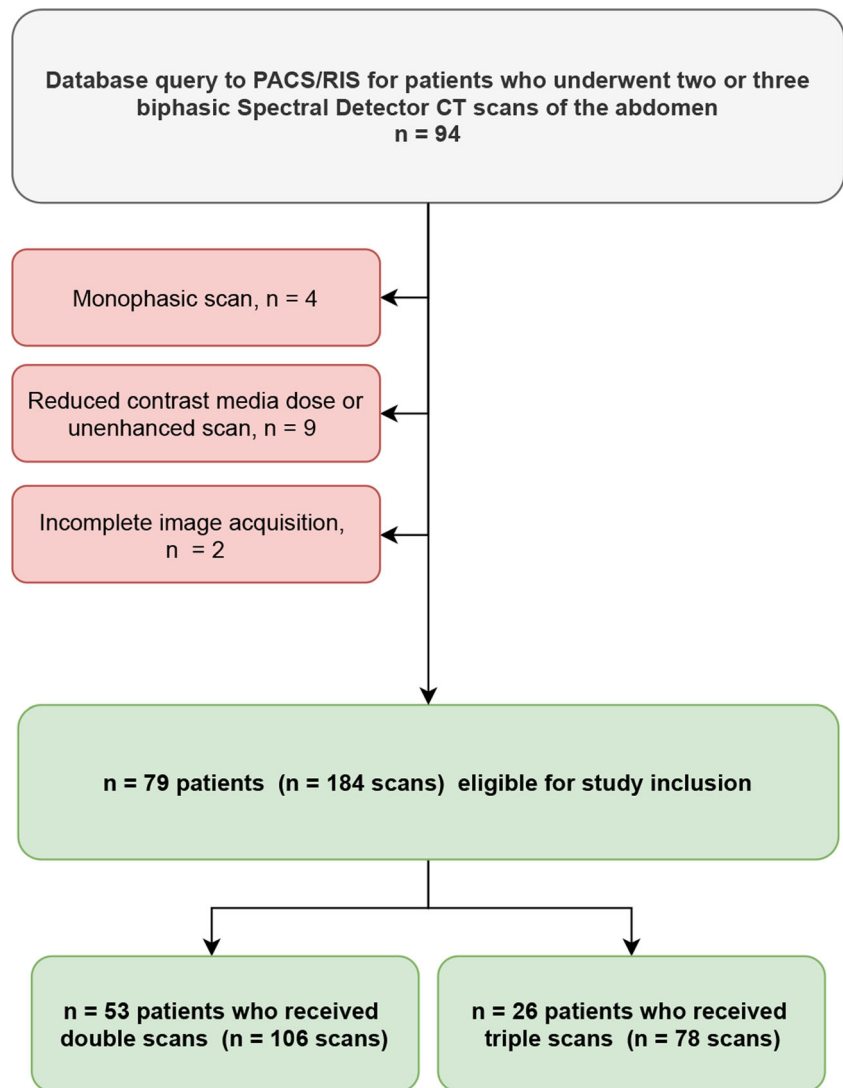 Database query to PACS/RIS for patients who underwent two or three
biphasic Spectral Detector CT scans of the abdomen
n = 94
Monophasic scan, n = 4
Reduced contrast media dose or
unenhanced scan, n = 9
Incomplete image acquisition,
n = 2
n = 79 patients (n = 184 scans) eligible for study inclusion
n = 53 patients who received
double scans (n = 106 scans)
n = 26 patients who received
triple scans (n = 78 scans)